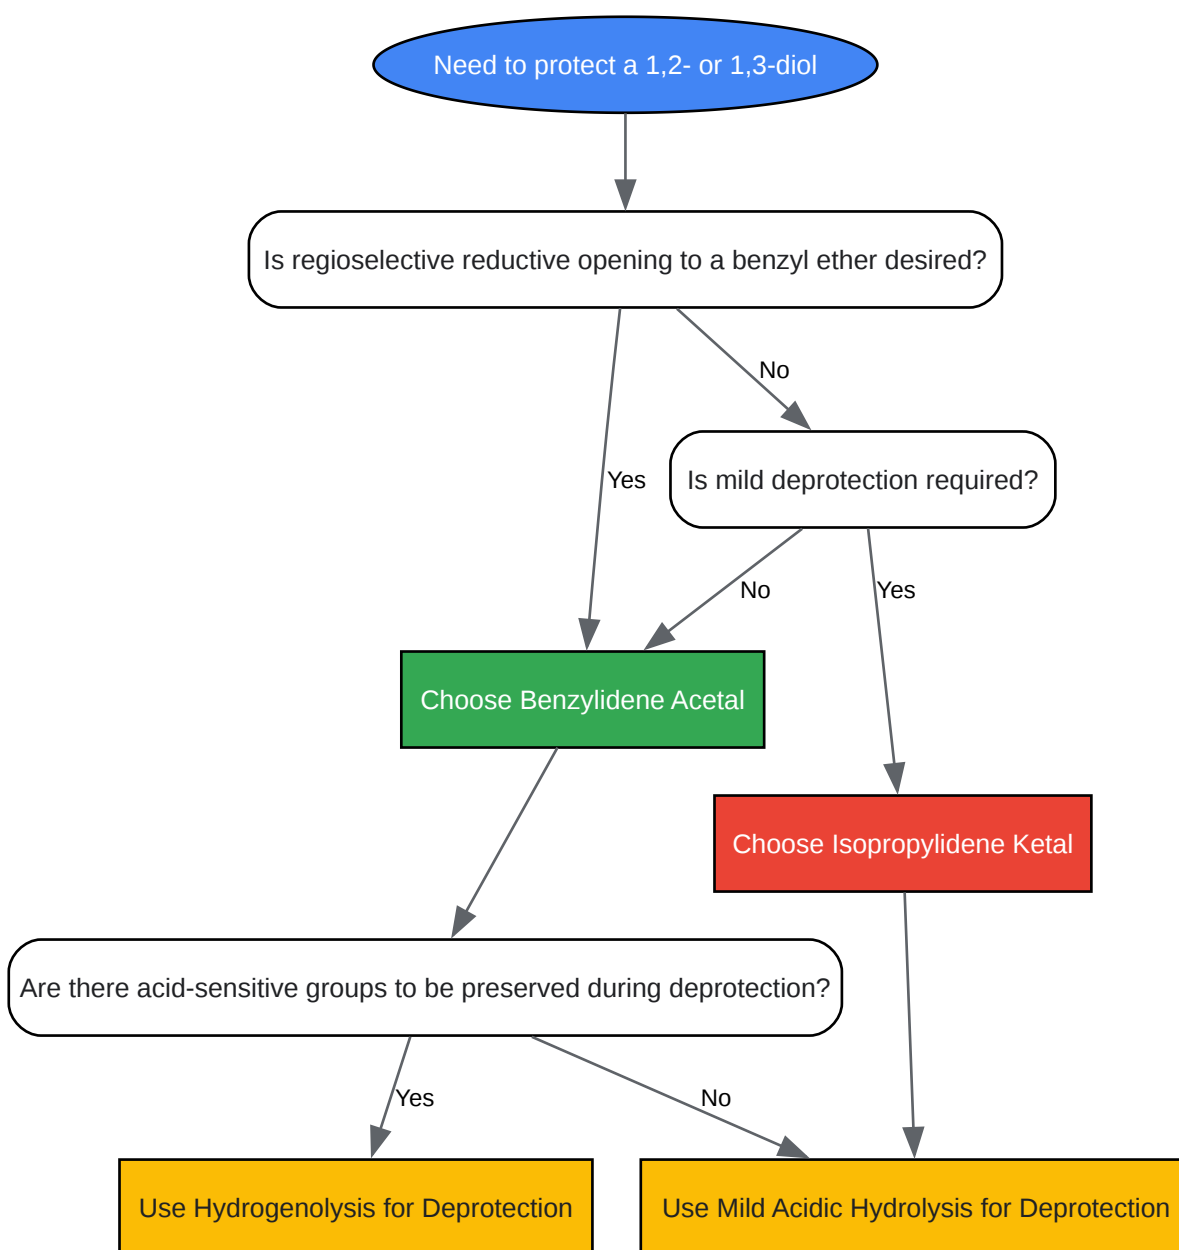 Need to protect a 1,2- or 1,3-diol
Is regioselective reductive opening to a benzyl ether desired?
No
Yes
Is mild deprotection required?
No
Yes
Choose Benzylidene Acetal
Choose Isopropylidene Ketal
Are there acid-sensitive groups to be preserved during deprotection?
Yes
No
Use Hydrogenolysis for Deprotection
Use Mild Acidic Hydrolysis for Deprotection